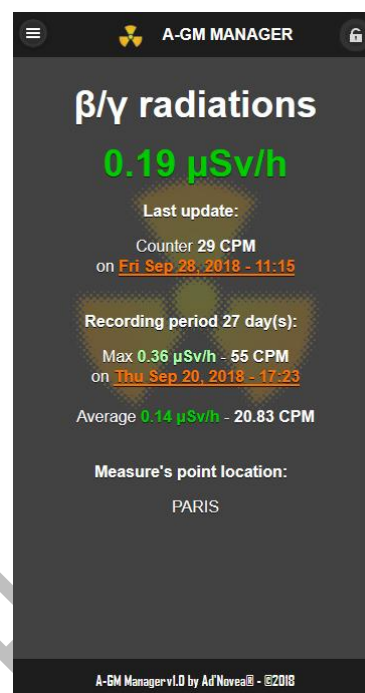 A-GM MANAGER
β/γ radiations
0.19 µSv/h
Last update:
Counter 29 CPM
on Fri Sep 28, 2018 - 11:15
Recording period 27 day(s):
Max 0.36 µSv/h - 55 CPM
on Thu Sep 20, 2018 - 17:23
Average 0.14 µSv/h - 20.83 CPM
Measure's point location:
PARIS
A-GM Manager v1.0 by Ad'Novea® - ©2018